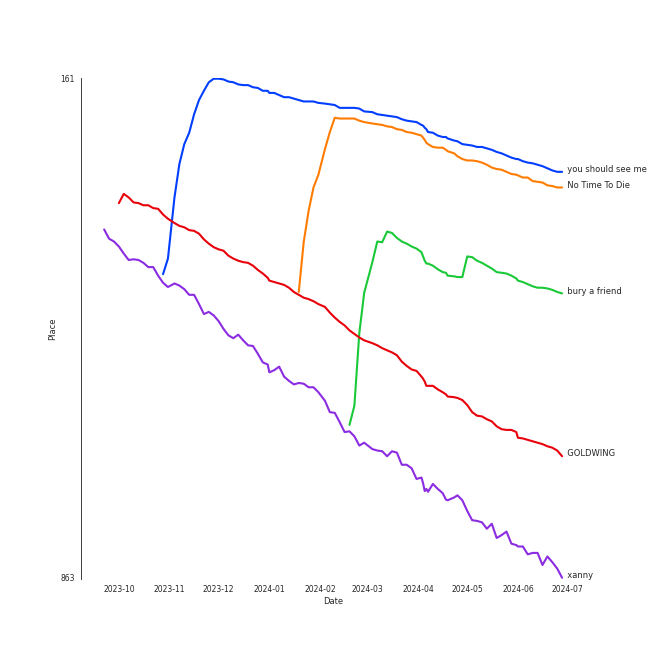 161
you should see me
No Time To Die
bury a friend
Place
GOLDWING
xanny
863
2023-10 2023-11 2023-12 2024-01 2024-02 2024-03 2024-04 2024-05 2024-06 2024-07
Date